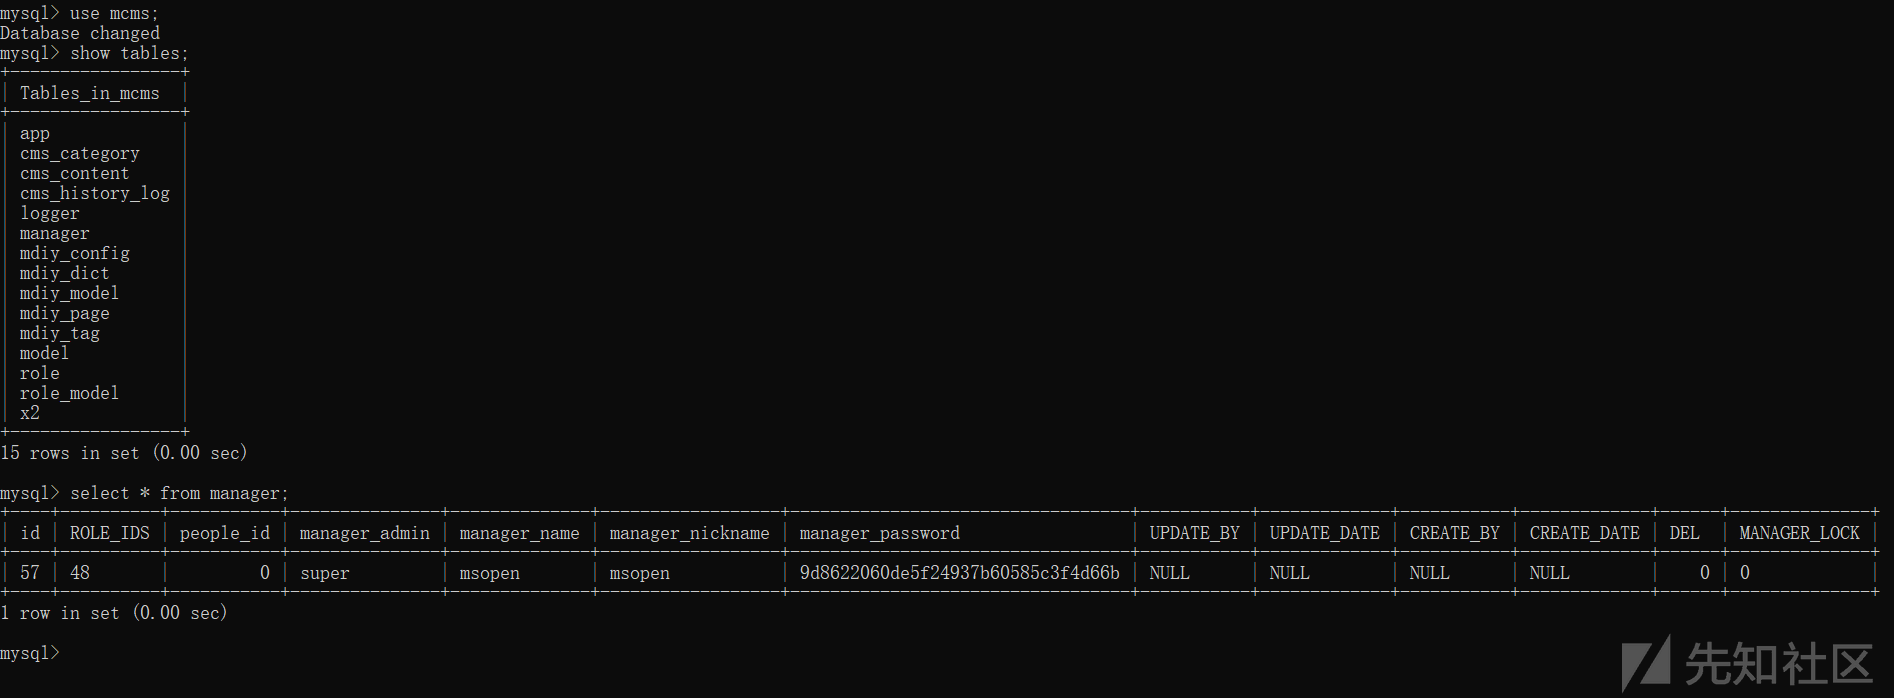 mysql> use mcms;
Database changed
mysql> show tables;
+-----------------+
| Tables_in_mcms  |
+-----------------+
| app             |
| cms_category    |
| cms_content     |
| cms_history_log |
| logger          |
| manager         |
| mdiy_config     |
| mdiy_dict       |
| mdiy_model      |
| mdiy_page       |
| mdiy_tag        |
| model           |
| role            |
| role_model      |
| x2              |
+-----------------+
15 rows in set (0.00 sec)
mysql> select * from manager;
+----+----------+-----------+---------------+--------------+------------------+----------------------------------+-----------+-------------+-----------+-------------+------+--------------+
| id | ROLE_IDS | people_id | manager_admin | manager_name | manager_nickname | manager_password                 | UPDATE_BY | UPDATE_DATE | CREATE_BY | CREATE_DATE | DEL  | MANAGER_LOCK |
+----+----------+-----------+---------------+--------------+------------------+----------------------------------+-----------+-------------+-----------+-------------+------+--------------+
| 57 | 48       |         0 | super         | msopen       | msopen           | 9d8622060de5f24937b60585c3f4d66b | NULL      | NULL        | NULL      | NULL        |    0 | 0            |
+----+----------+-----------+---------------+--------------+------------------+----------------------------------+-----------+-------------+-----------+-------------+------+--------------+
1 row in set (0.00 sec)
mysql>
先知社区